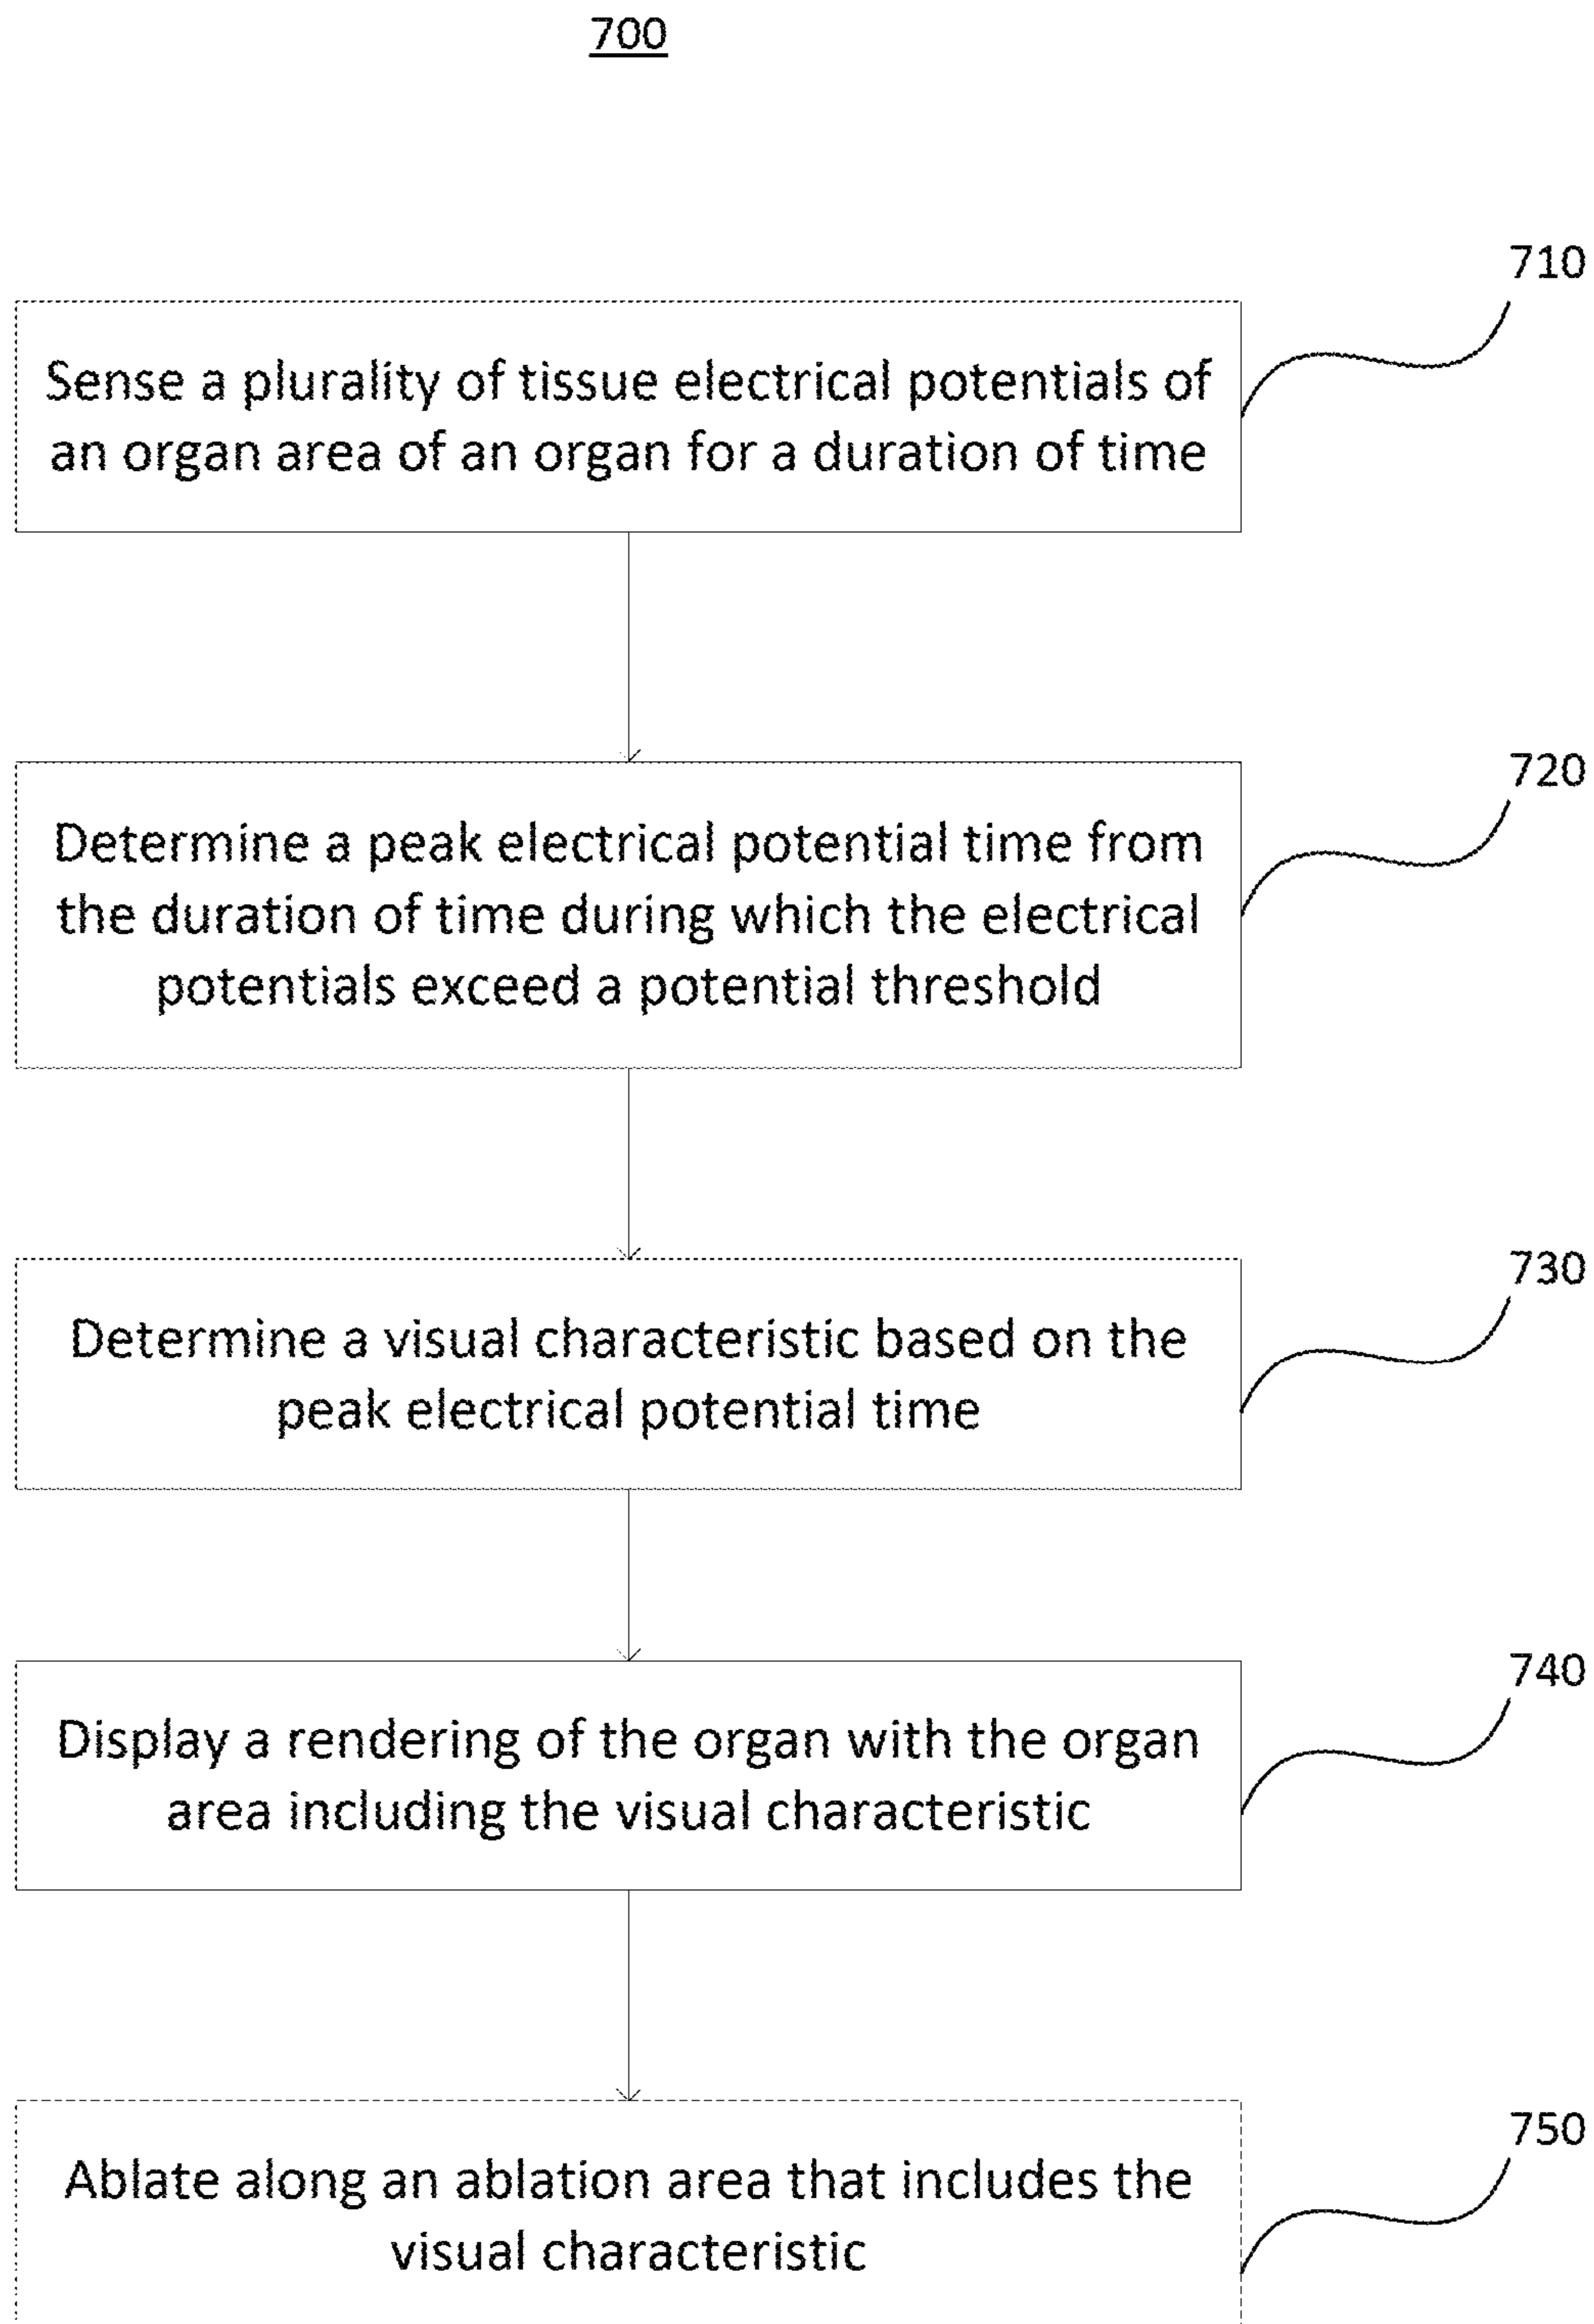 700
710
Sense a plurality of tissue electrical potentials of
an organ area of an organ for a duration of time
720
Determine a peak electrical potential time from
the duration of time during which the electrical
potentials exceed a potential threshold
730
Determine a visual characteristic based on the
peak electrical potential time
740
Display a rendering of the organ with the organ
area including the visual characteristic
750
Ablate along an ablation area that includes the
visual characteristic